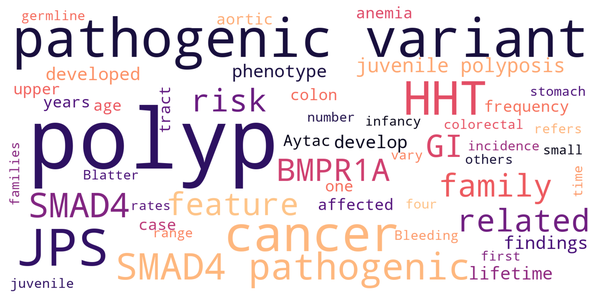 germline aortic anemia
pathogenic variant
developed phenotype juvenile polyposis
upper years age tract risk colon HHT frequency stomach
polyp number infancy colorectal refers
Aytac develop GI incidence small
families Blatter BMPR1A vary others time
SMAD4 rates feature one affected family four related
JPS case range cancer Bleeding findings
SMAD4 pathogenic first lifetime
juvenile